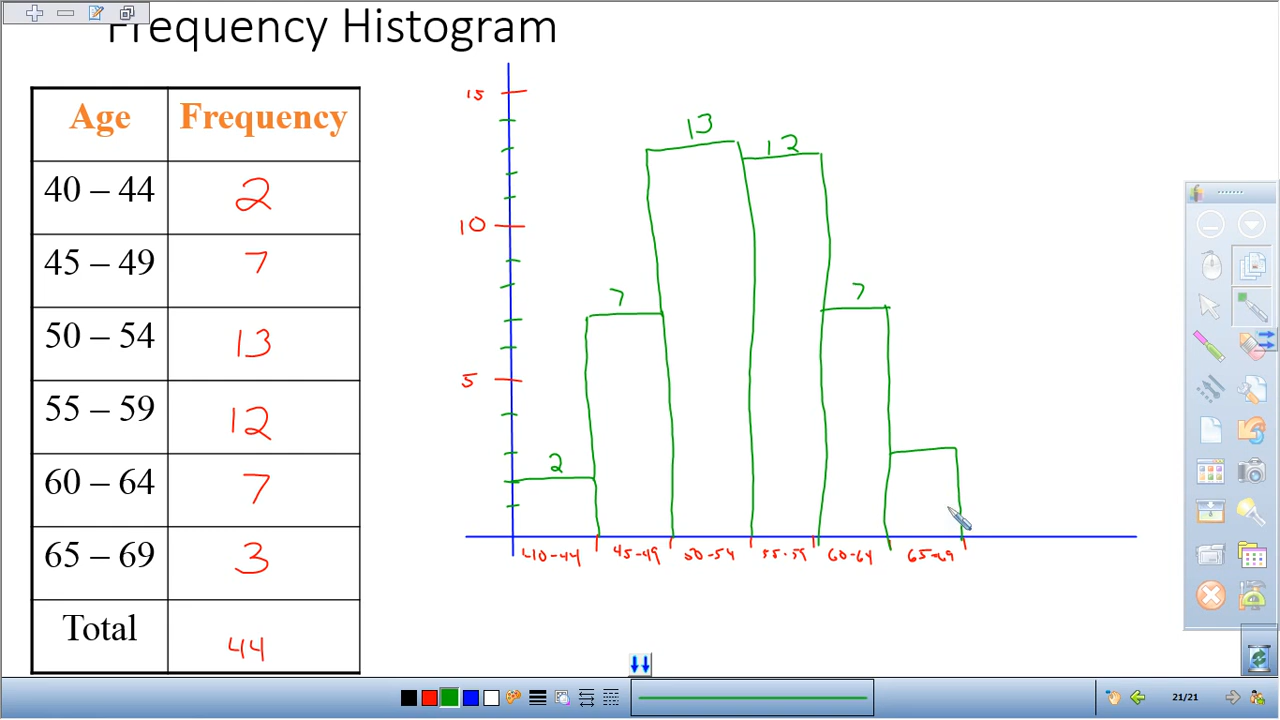 Frequency Histogram
Age Frequency
40 – 44 2
45 – 49 7
50 – 54 13
55 – 59 12
60 – 64 7
65 – 69 3
Total 44
15
10
5
2
7
13
12
7
40-44 45-49 50-54 55-59 60-64 65-69
21/21